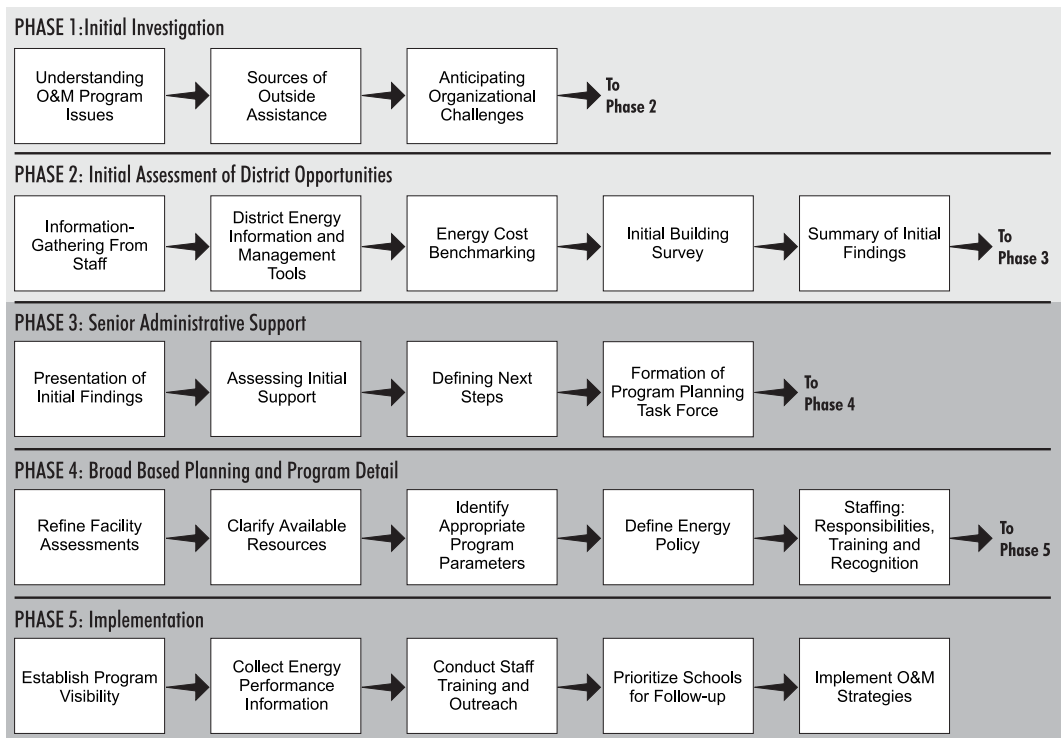 PHASE 1:Initial Investigation
Understanding
O&M Program
Issues
Sources of
Outside
Assistance
Anticipating
Organizational
Challenges
To
Phase 2
PHASE 2: Initial Assessment of District Opportunities
Information-
Gathering From
Staff
District Energy
Information and
Management
Tools
Energy Cost
Benchmarking
Initial Building
Survey
Summary of Initial
Findings
To
Phase 3
PHASE 3: Senior Administrative Support
Presentation of
Initial Findings
Assessing Initial
Support
Defining Next
Steps
Formation of
Program Planning
Task Force
To
Phase 4
PHASE 4: Broad Based Planning and Program Detail
Refine Facility
Assessments
Clarify Available
Resources
Identify
Appropriate
Program
Parameters
Define Energy
Policy
Staffing:
Responsibilities,
Training and
Recognition
To
Phase 5
PHASE 5: Implementation
Establish Program
Visibility
Collect Energy
Performance
Information
Conduct Staff
Training and
Outreach
Prioritize Schools
for Follow-up
Implement O&M
Strategies